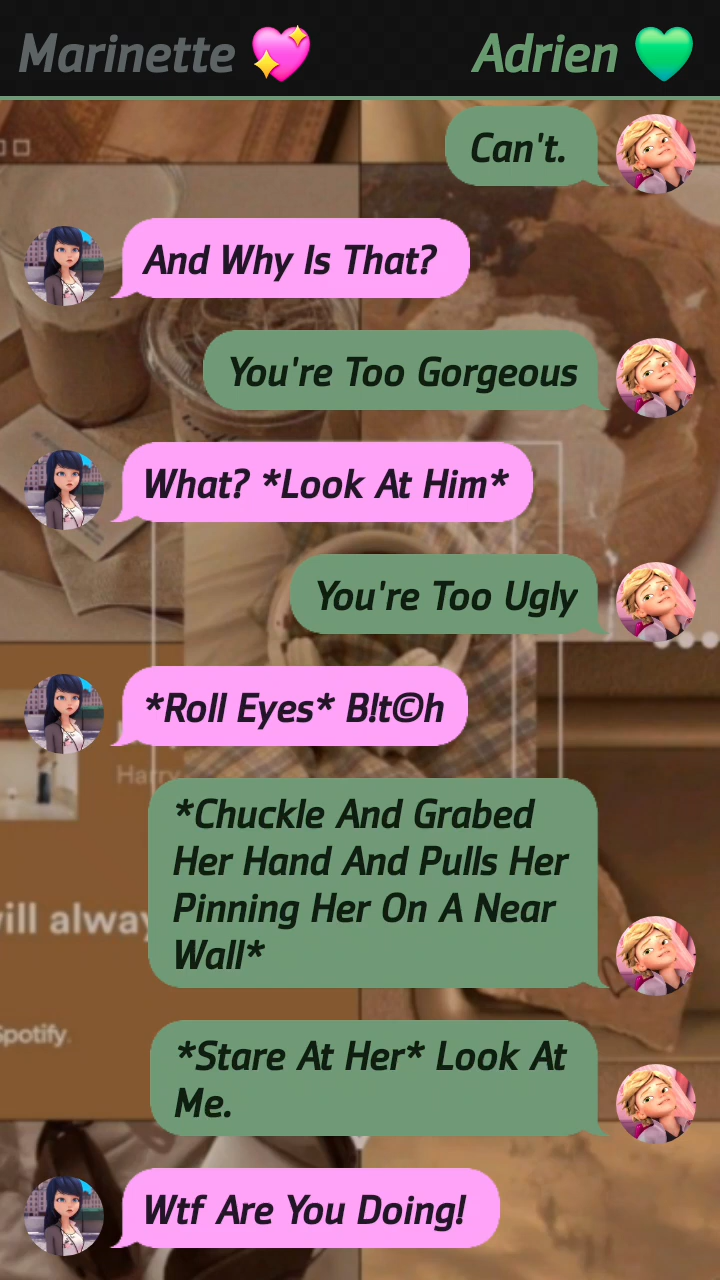 Marinette 💖 Adrien 💚
Can't.
And Why Is That?
You're Too Gorgeous
What? *Look At Him*
You're Too Ugly
*Roll Eyes* B!t©h
Harry
*Chuckle And Grabed
Her Hand And Pulls Her
Pinning Her On A Near
Wall*
will alway
Spotify.
*Stare At Her* Look At
Me.
Wtf Are You Doing!